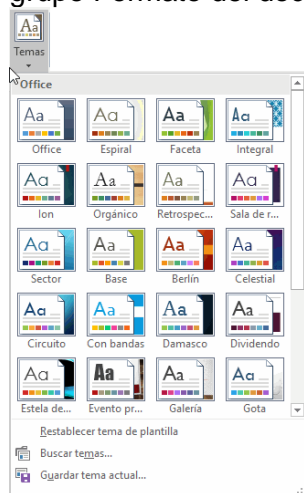 grupo Formato del doc
Aa
Temas
Office
Aa Aa Aa Aa
Office Espiral Faceta Integral
Aa Aa Aa Aa
Ion Orgánico Retrospec... Sala de r...
Aa Aa Aa Aa
Sector Base Berlín Celestial
Aa Aa Aa Aa
Circuito Con bandas Damasco Dividendo
Aa Aa Aa Aa
Estela de... Evento pr... Galería Gota
Restablecer tema de plantilla
Buscar temas...
Guardar tema actual...